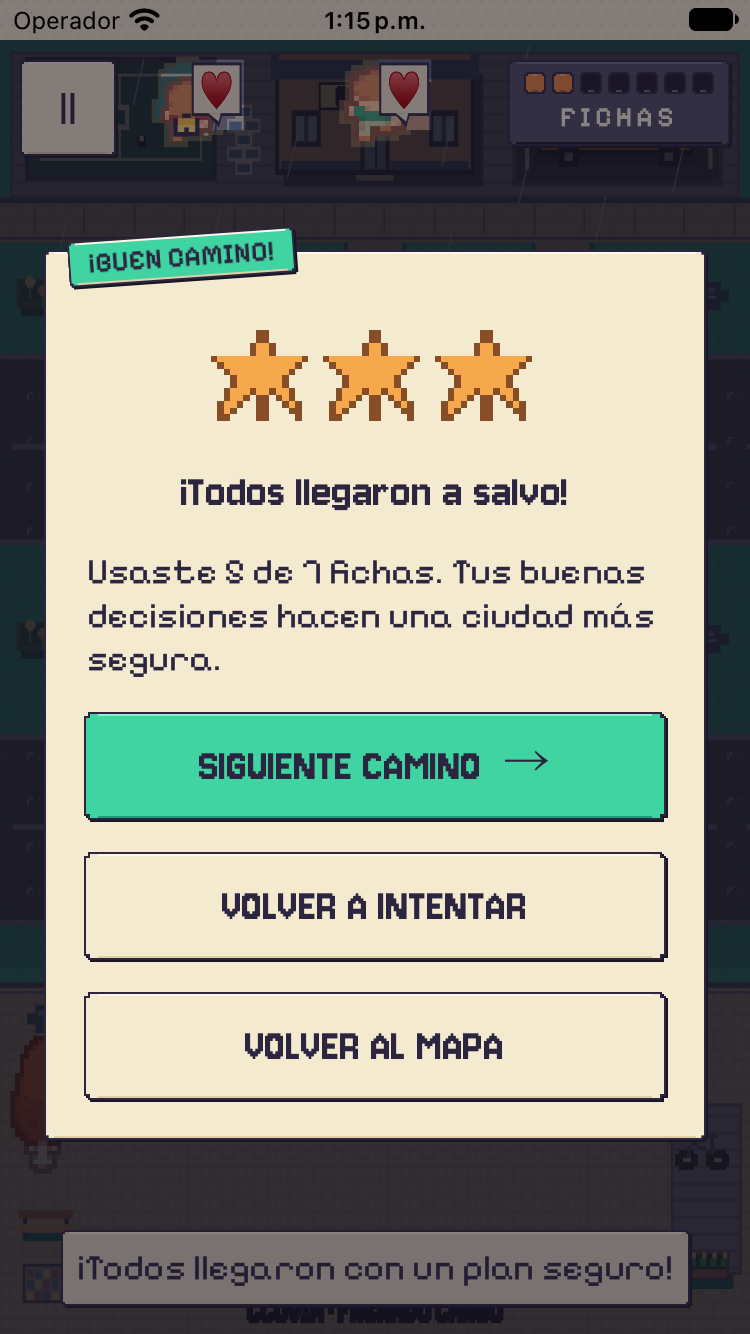 Operador
1:15 p.m.
FICHAS
¡BUEN CAMINO!
¡Todos llegaron a salvo!
Usaste 5 de 7 fichas. Tus buenas
decisiones hacen una ciudad más
segura.
SIGUIENTE CAMINO →
VOLVER A INTENTAR
VOLVER AL MAPA
¡Todos llegaron con un plan seguro!